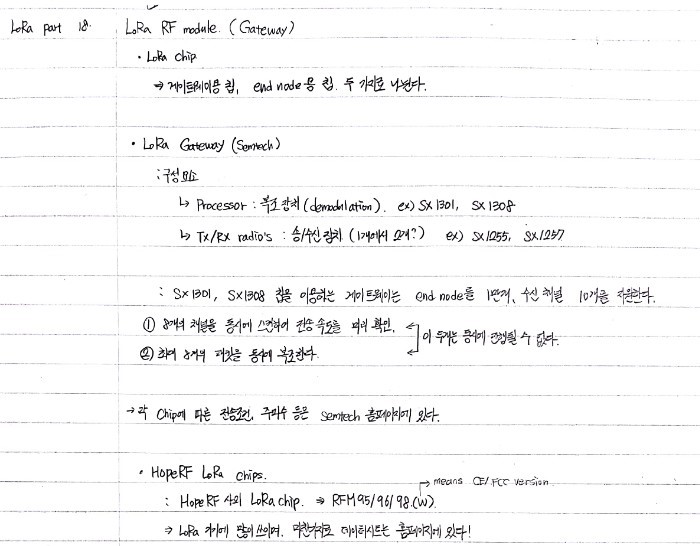 LoRa part 18. LoRa RF module. (Gateway)
• LoRa chip
→ 게이트웨이용 칩, end node용 칩. 두 가지로 나뉜다.
• LoRa Gateway (Semtech)
: 구성 요소
↳ Processor : 복조 장치 (demodulation). ex) SX1301, SX1308
↳ Tx/Rx radio's : 송/수신 장치 (1개에서 2개?) ex) SX1255, SX1257
: SX1301, SX1308 칩을 이용하는 게이트웨이는 end node를 1만개, 수신 채널 10개를 지원한다.
① 8개의 채널을 동시에 스캔하여 전송 속도를 미리 확인.
이 두개는 동시에 진행될 수 없다.
② 최대 8개의 패킷을 동시에 복조한다.
→ 각 Chip에 따른 전송조건, 주파수 등은 semtech 홈페이지에 있다.
• HopeRF LoRa chips.
→ means CE/FCC version
: HopeRF 사의 LoRa chip. ⇒ RFM95/96/98.(W).
→ LoRa 기기에 많이 쓰이며, 마찬가지로 데이터시트는 홈페이지에 있다!